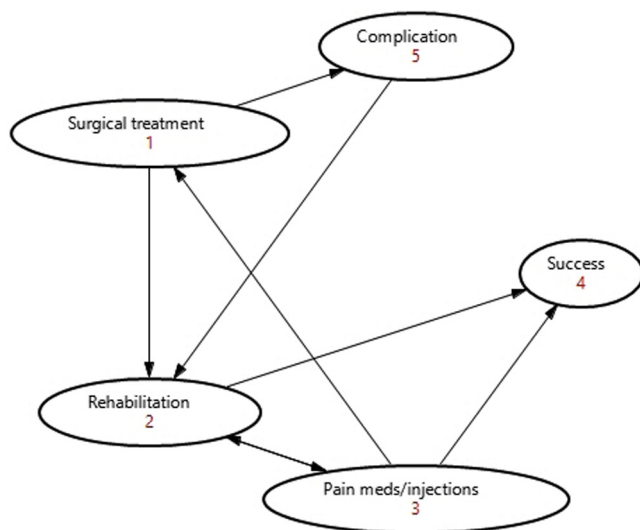 Complication
5
Surgical treatment
1
Success
4
Rehabilitation
2
Pain meds/injections
3